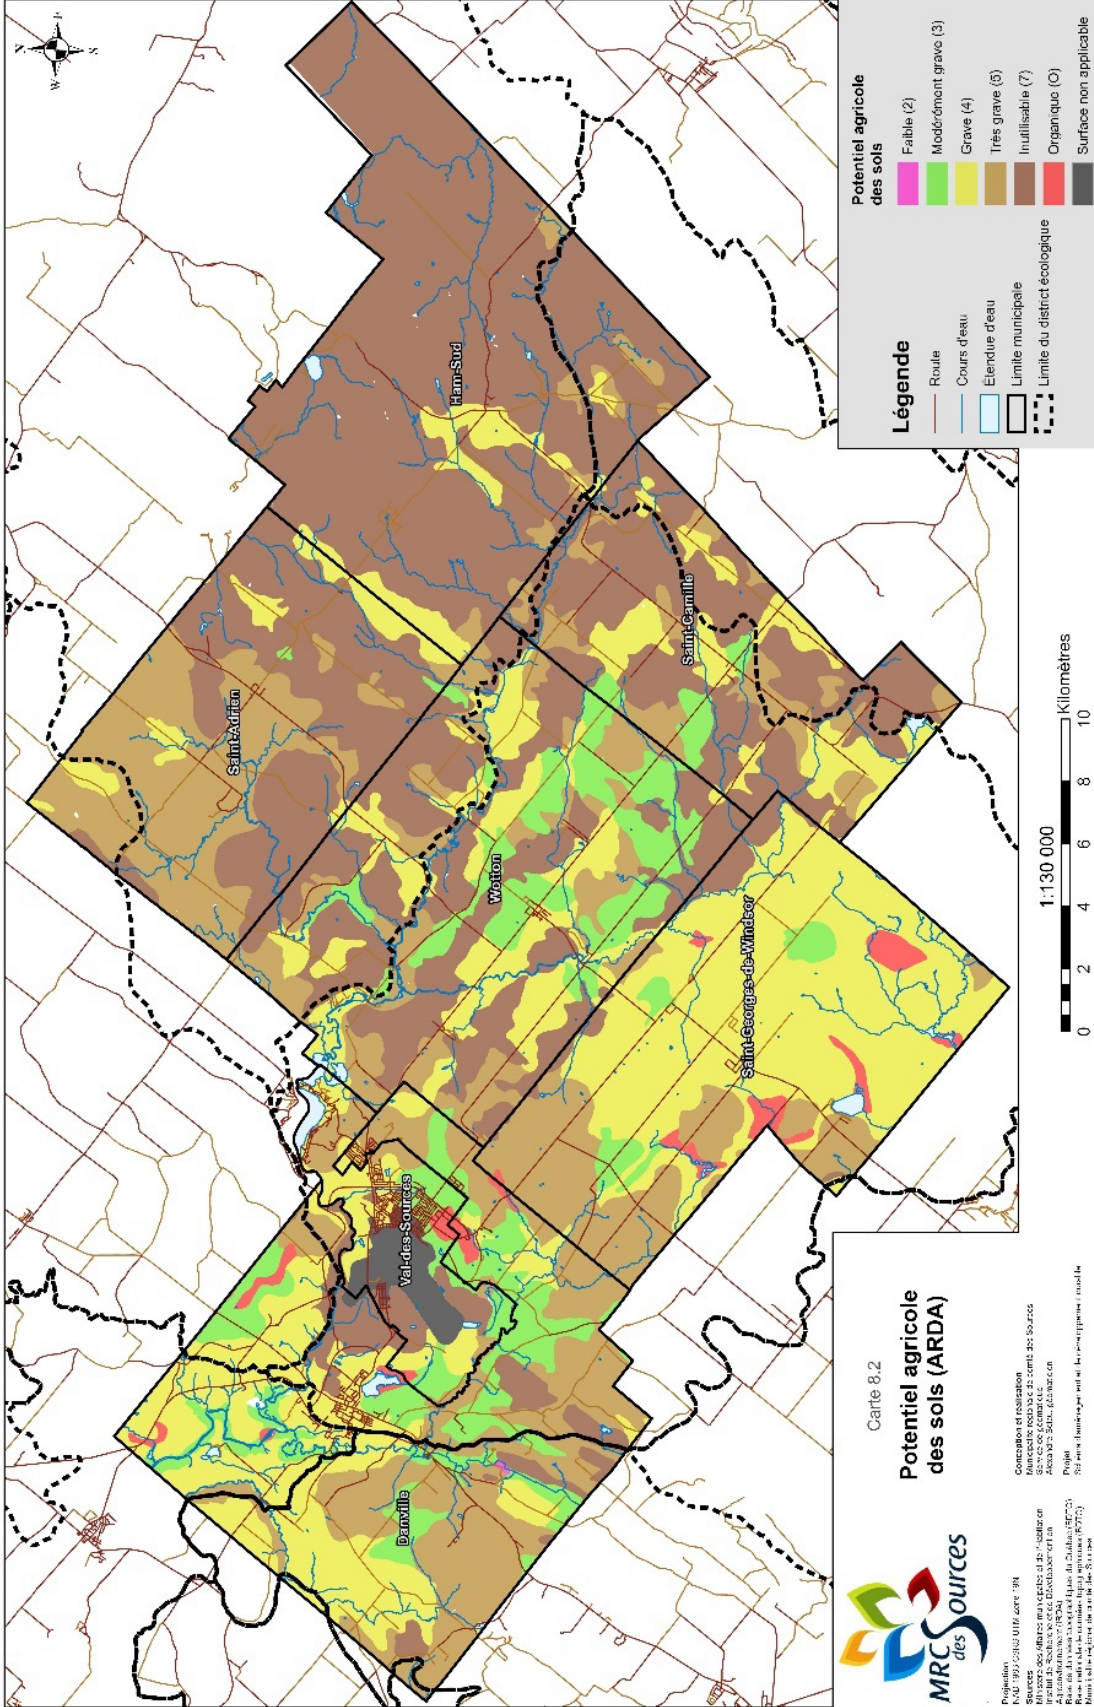 N
E
S
W
Saint-Adrien
Ham-Sud
Wotton
Saint-Camille
Val-des-Sources
Danville
Saint-Georges-de-Windsor
Légende
Route
Cours d'eau
Étendue d'eau
Limite municipale
Limite du district écologique
Potentiel agricole
des sols
Faible (2)
Modérément grave (3)
Grave (4)
Très grave (5)
Inutilisable (7)
Organique (O)
Surface non applicable
1:130 000
0 2 4 6 8 10
Kilomètres
Carte 8.2
Potentiel agricole
des sols (ARDA)
MRC
des Sources
Projection
Sources
Conception et réalisation
Projet